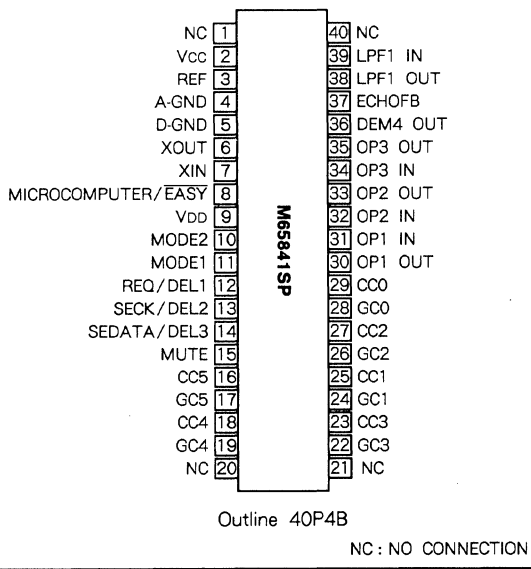 NC 1 40 NC
Vcc 2 39 LPF1 IN
REF 3 38 LPF1 OUT
A-GND 4 37 ECHOFB
D-GND 5 36 DEM4 OUT
XOUT 6 35 OP3 OUT
XIN 7 34 OP3 IN
MICROCOMPUTER/EASY 8 33 OP2 OUT
VDD 9 32 OP2 IN
MODE2 10 31 OP1 IN
MODE1 11 30 OP1 OUT
REQ/DEL1 12 29 CC0
SECK/DEL2 13 28 GC0
SEDATA/DEL3 14 27 CC2
MUTE 15 26 GC2
CC5 16 25 CC1
GC5 17 24 GC1
CC4 18 23 CC3
GC4 19 22 GC3
NC 20 21 NC
M65841SP
Outline 40P4B
NC : NO CONNECTION